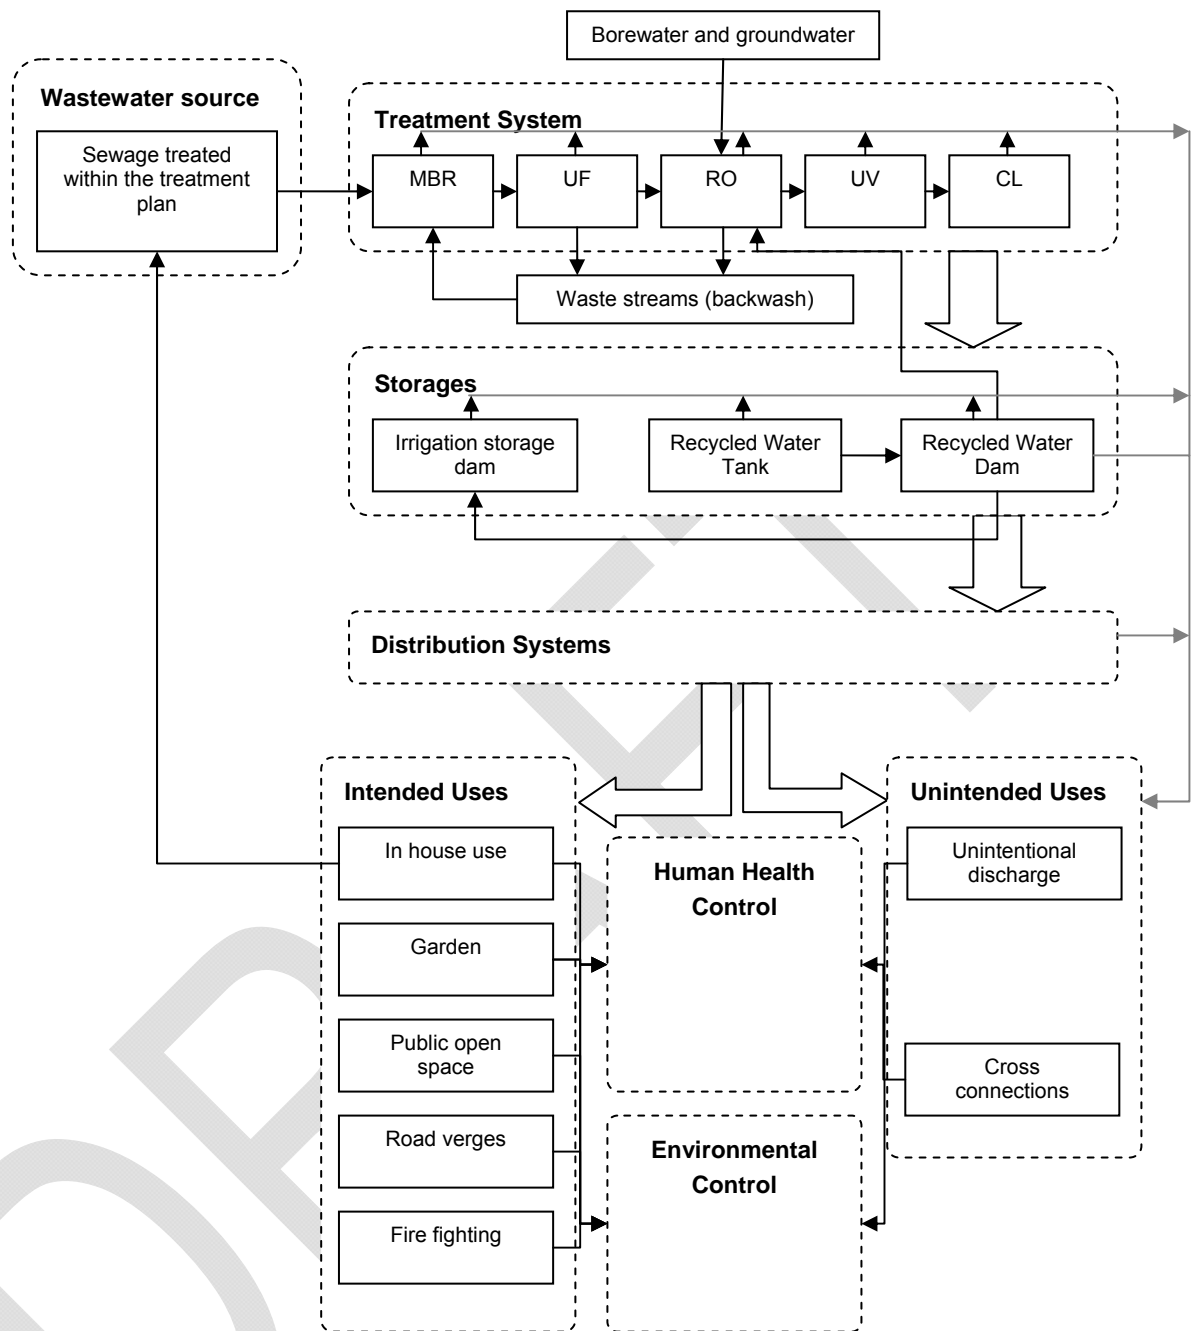 Borewater and groundwater
Wastewater source
Sewage treated
within the treatment
plan
Treatment System
MBR
UF
RO
UV
CL
Waste streams (backwash)
Storages
Irrigation storage
dam
Recycled Water
Tank
Recycled Water
Dam
Distribution Systems
Intended Uses
In house use
Garden
Public open
space
Road verges
Fire fighting
Human Health
Control
Environmental
Control
Unintended Uses
Unintentional
discharge
Cross
connections
DRAFT